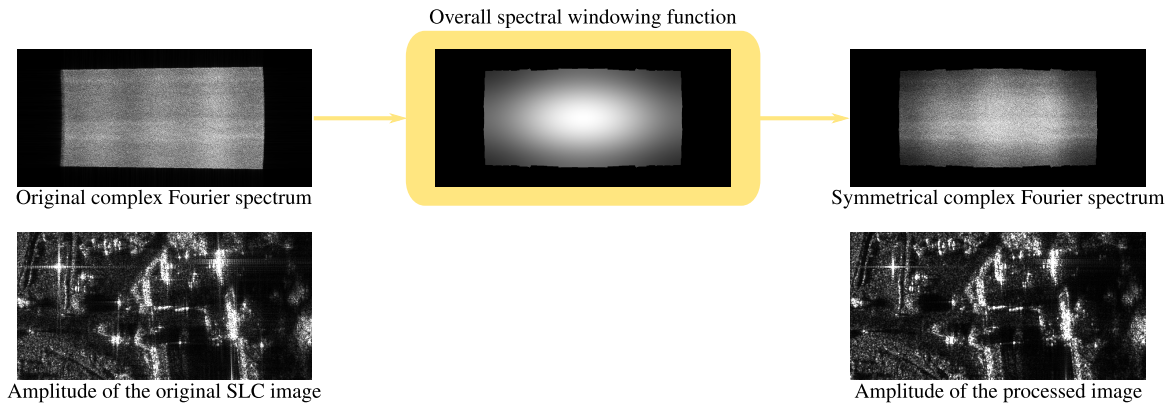 Overall spectral windowing function
Original complex Fourier spectrum
Symmetrical complex Fourier spectrum
Amplitude of the original SLC image
Amplitude of the processed image